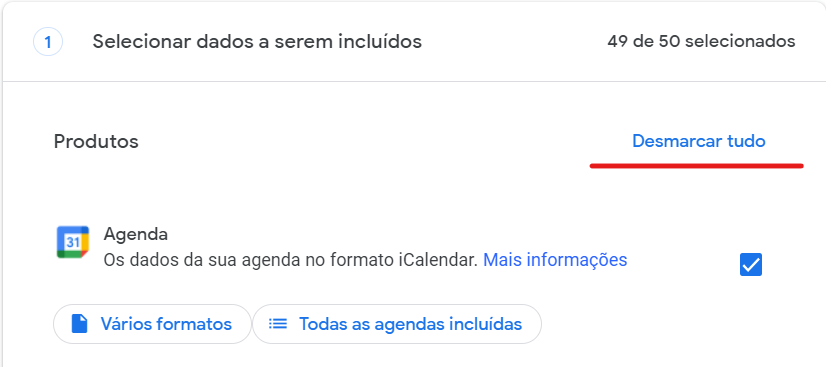 1 Selecionar dados a serem incluídos 49 de 50 selecionados
Produtos Desmarcar tudo
31
Agenda
Os dados da sua agenda no formato iCalendar. Mais informações
Vários formatos Todas as agendas incluídas